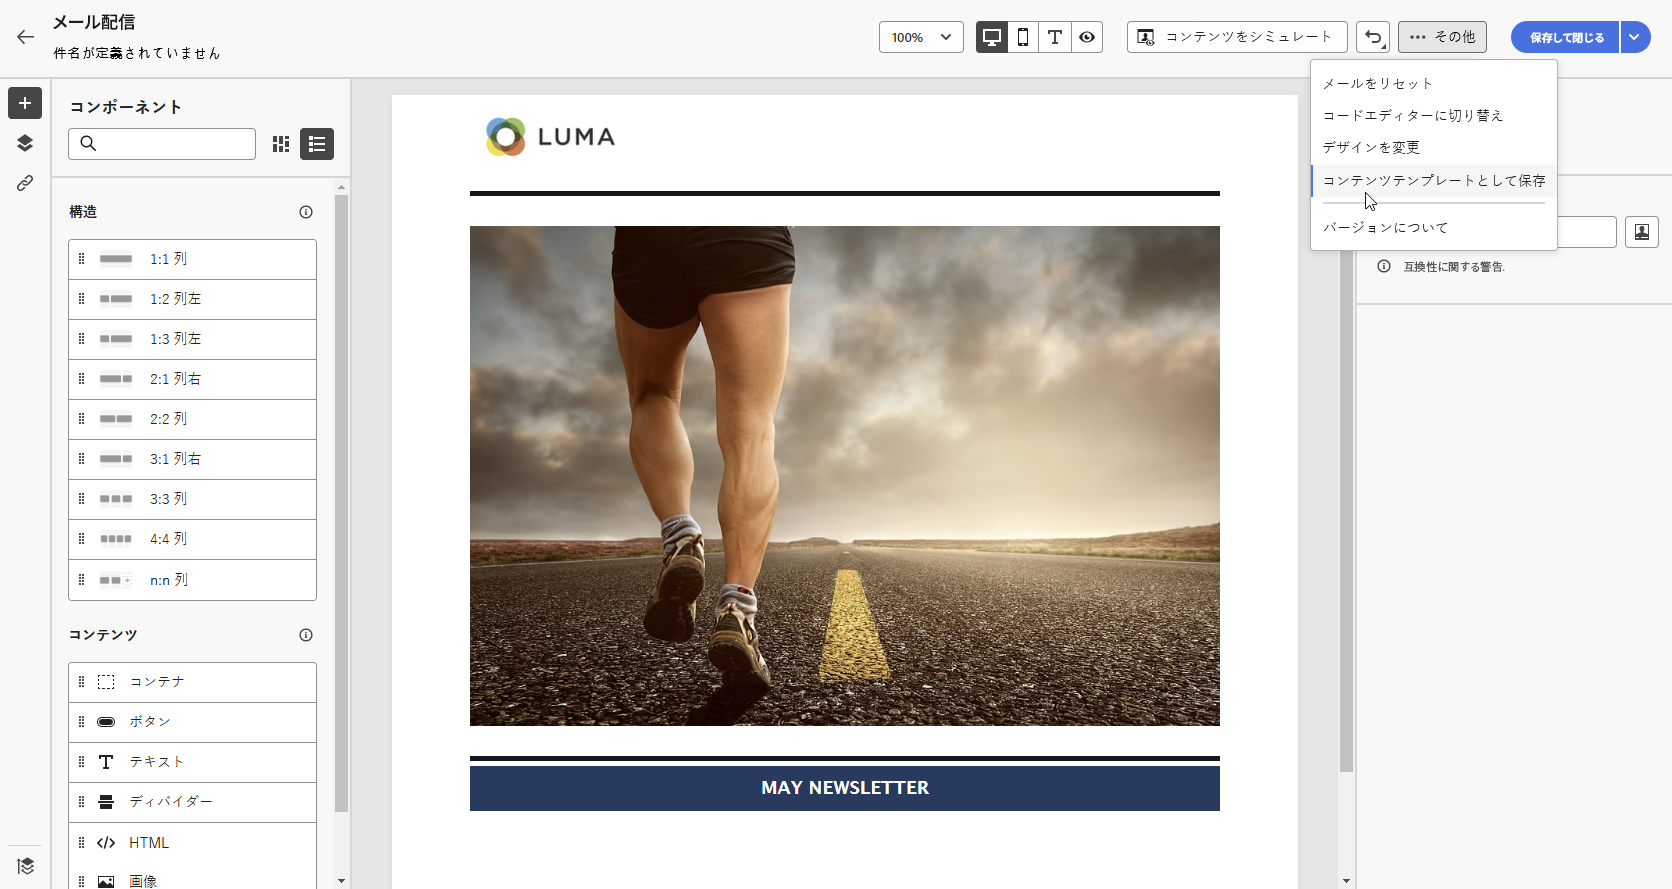 メール配信
件名が定義されていません
100%
コンテンツをシミュレート
その他
保存して閉じる
メールをリセット
コードエディターに切り替え
デザインを変更
コンテンツテンプレートとして保存
バージョンについて
互換性に関する警告.
コンポーネント
構造
1:1 列
1:2 列左
1:3 列左
2:1 列右
2:2 列
3:1 列右
3:3 列
4:4 列
n:n 列
コンテンツ
コンテナ
ボタン
テキスト
ディバイダー
HTML
画像
LUMA
MAY NEWSLETTER